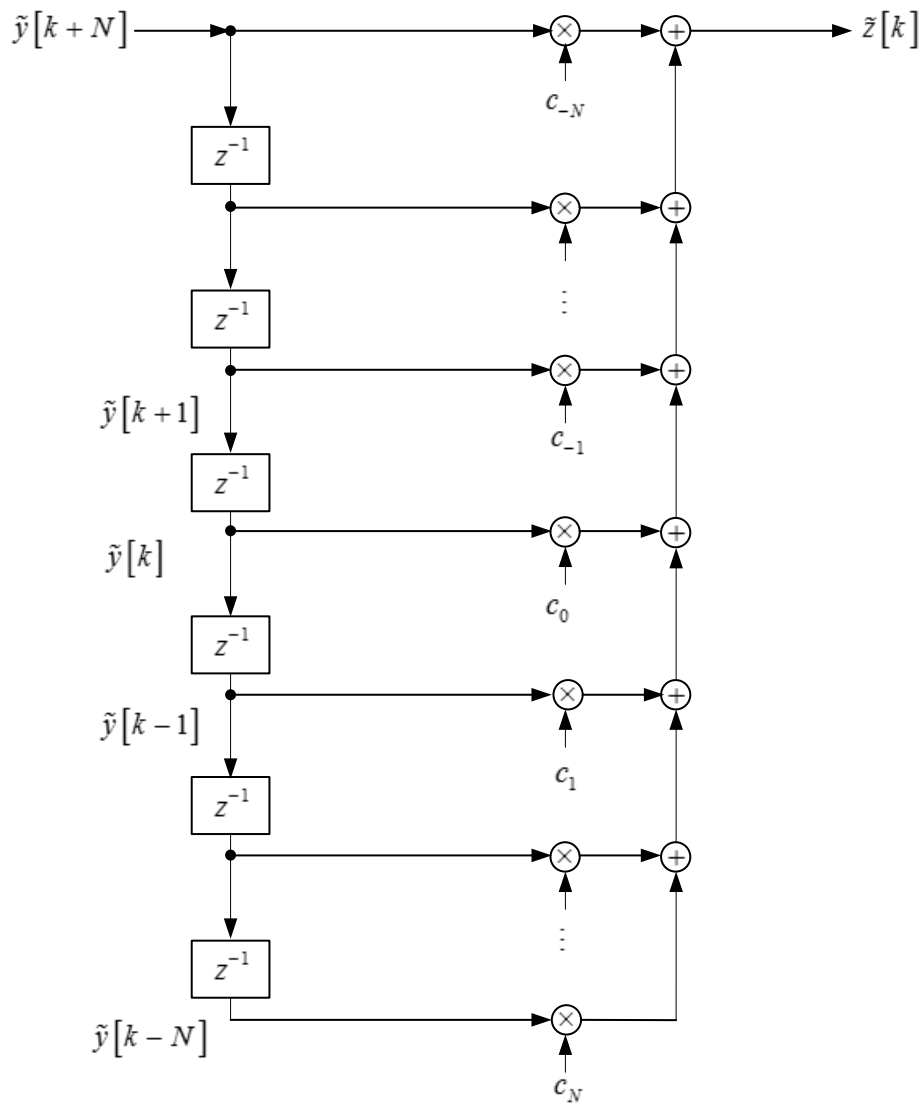 ỹ[k + N]
z̃[k]
c₋N
z⁻¹
⋮
z⁻¹
ỹ[k + 1]
c₋₁
z⁻¹
ỹ[k]
c₀
z⁻¹
ỹ[k − 1]
c₁
z⁻¹
⋮
z⁻¹
ỹ[k − N]
c_N